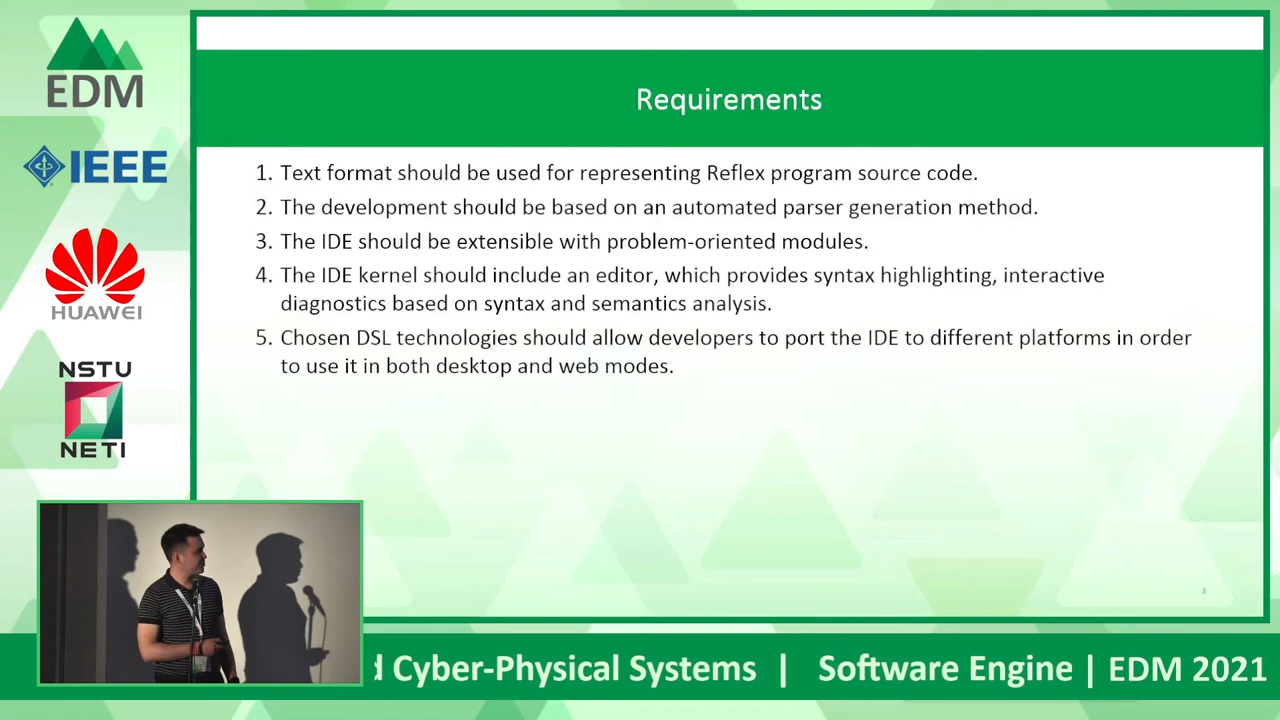 EDM
IEEE
HUAWEI
NSTU
NETI
Requirements
1. Text format should be used for representing Reflex program source code.
2. The development should be based on an automated parser generation method.
3. The IDE should be extensible with problem-oriented modules.
4. The IDE kernel should include an editor, which provides syntax highlighting, interactive
diagnostics based on syntax and semantics analysis.
5. Chosen DSL technologies should allow developers to port the IDE to different platforms in order
to use it in both desktop and web modes.
3
d Cyber-Physical Systems | Software Engine | EDM 2021